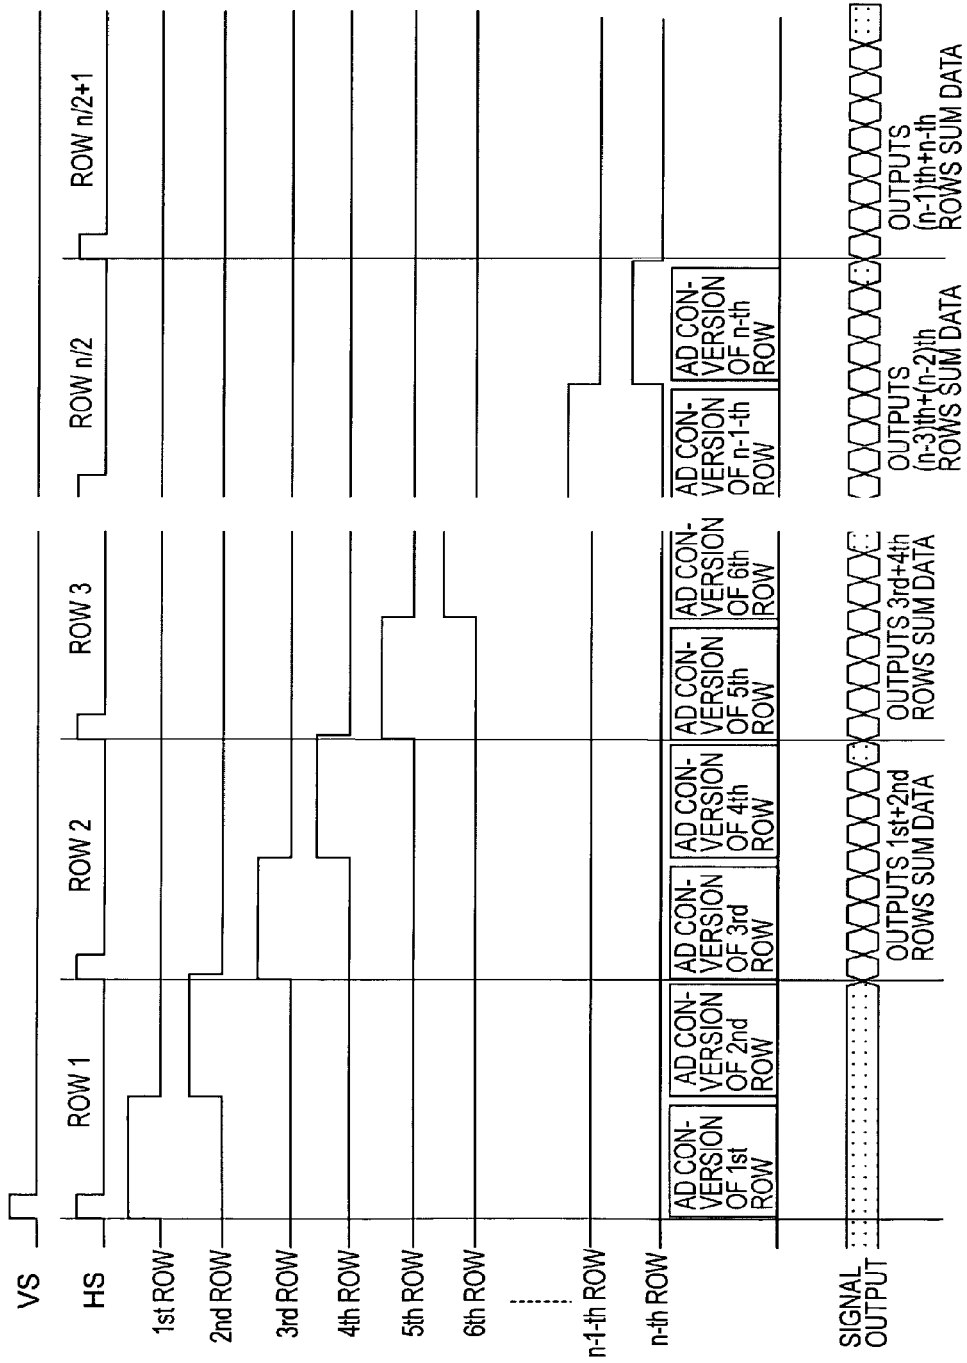 VS
HS
ROW 1
ROW 2
ROW 3
ROW n/2
ROW n/2+1
1st ROW
2nd ROW
3rd ROW
4th ROW
5th ROW
6th ROW
n-1-th ROW
n-th ROW
AD CON-
VERSION
OF 1st
ROW
AD CON-
VERSION
OF 2nd
ROW
AD CON-
VERSION
OF 3rd
ROW
AD CON-
VERSION
OF 4th
ROW
AD CON-
VERSION
OF 5th
ROW
AD CON-
VERSION
OF 6th
ROW
AD CON-
VERSION
OF n-1-th
ROW
AD CON-
VERSION
OF n-th
ROW
SIGNAL
OUTPUT
OUTPUTS 1st+2nd
ROWS SUM DATA
OUTPUTS 3rd+4th
ROWS SUM DATA
OUTPUTS
(n-3)th+(n-2)th
ROWS SUM DATA
OUTPUTS
(n-1)th+n-th
ROWS SUM DATA